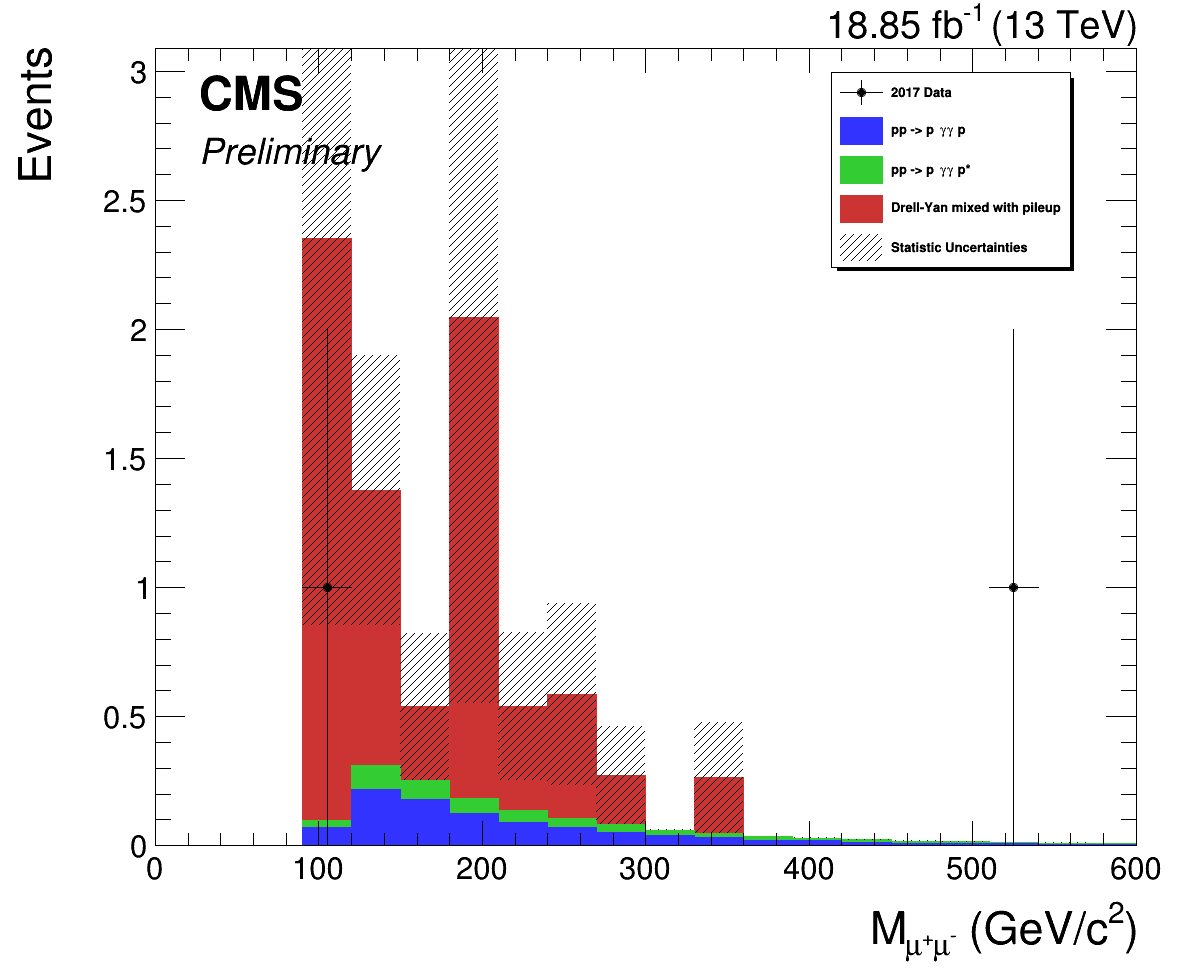 18.85 fb⁻¹ (13 TeV)
Events
CMS
Preliminary
2017 Data
pp -> p γγ p
pp -> p γγ p*
Drell-Yan mixed with pileup
Statistic Uncertainties
3
2.5
2
1.5
1
0.5
0
0 100 200 300 400 500 600
Mμ⁺μ⁻ (GeV/c²)